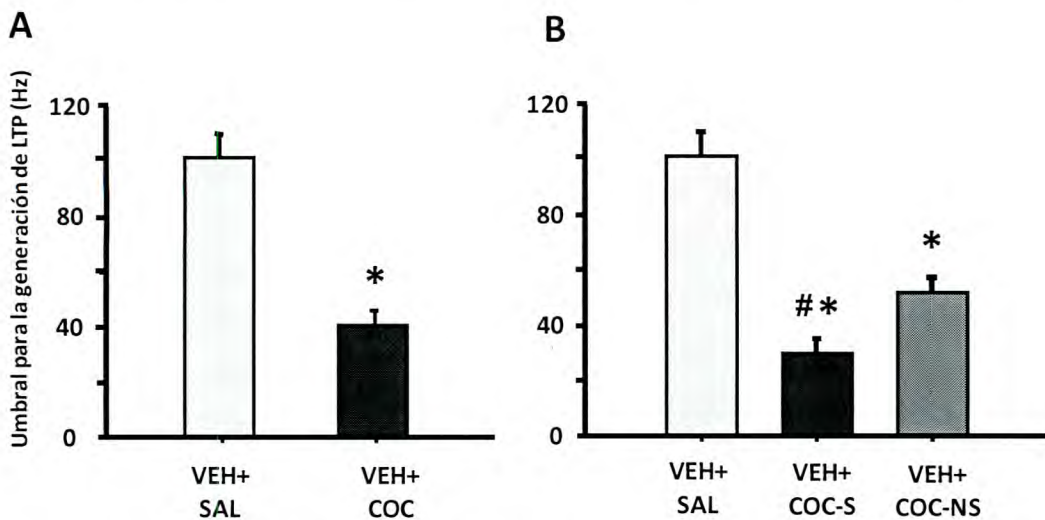 A
Umbral para la generación de LTP (Hz)
120
80
40
0
*
VEH+
SAL
VEH+
COC
B
120
80
40
0
#*
*
VEH+
SAL
VEH+
COC-S
VEH+
COC-NS